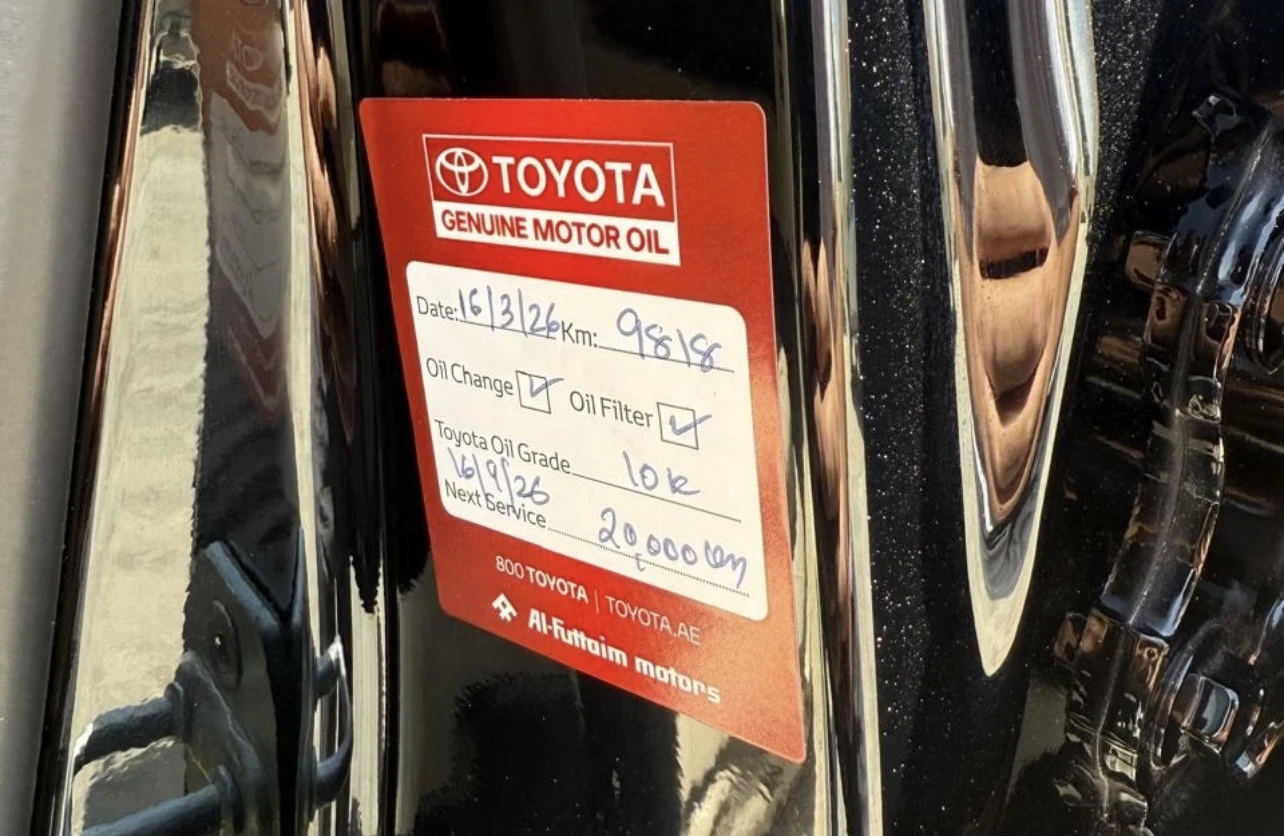 TOYOTA
GENUINE MOTOR OIL
Date: 16/3/26 Km: 9818
Oil Change ✓ Oil Filter ✓
Toyota Oil Grade 10k
16/9/26
Next Service 20,000 km
800 TOYOTA | TOYOTA.AE
Al-Futtaim motors